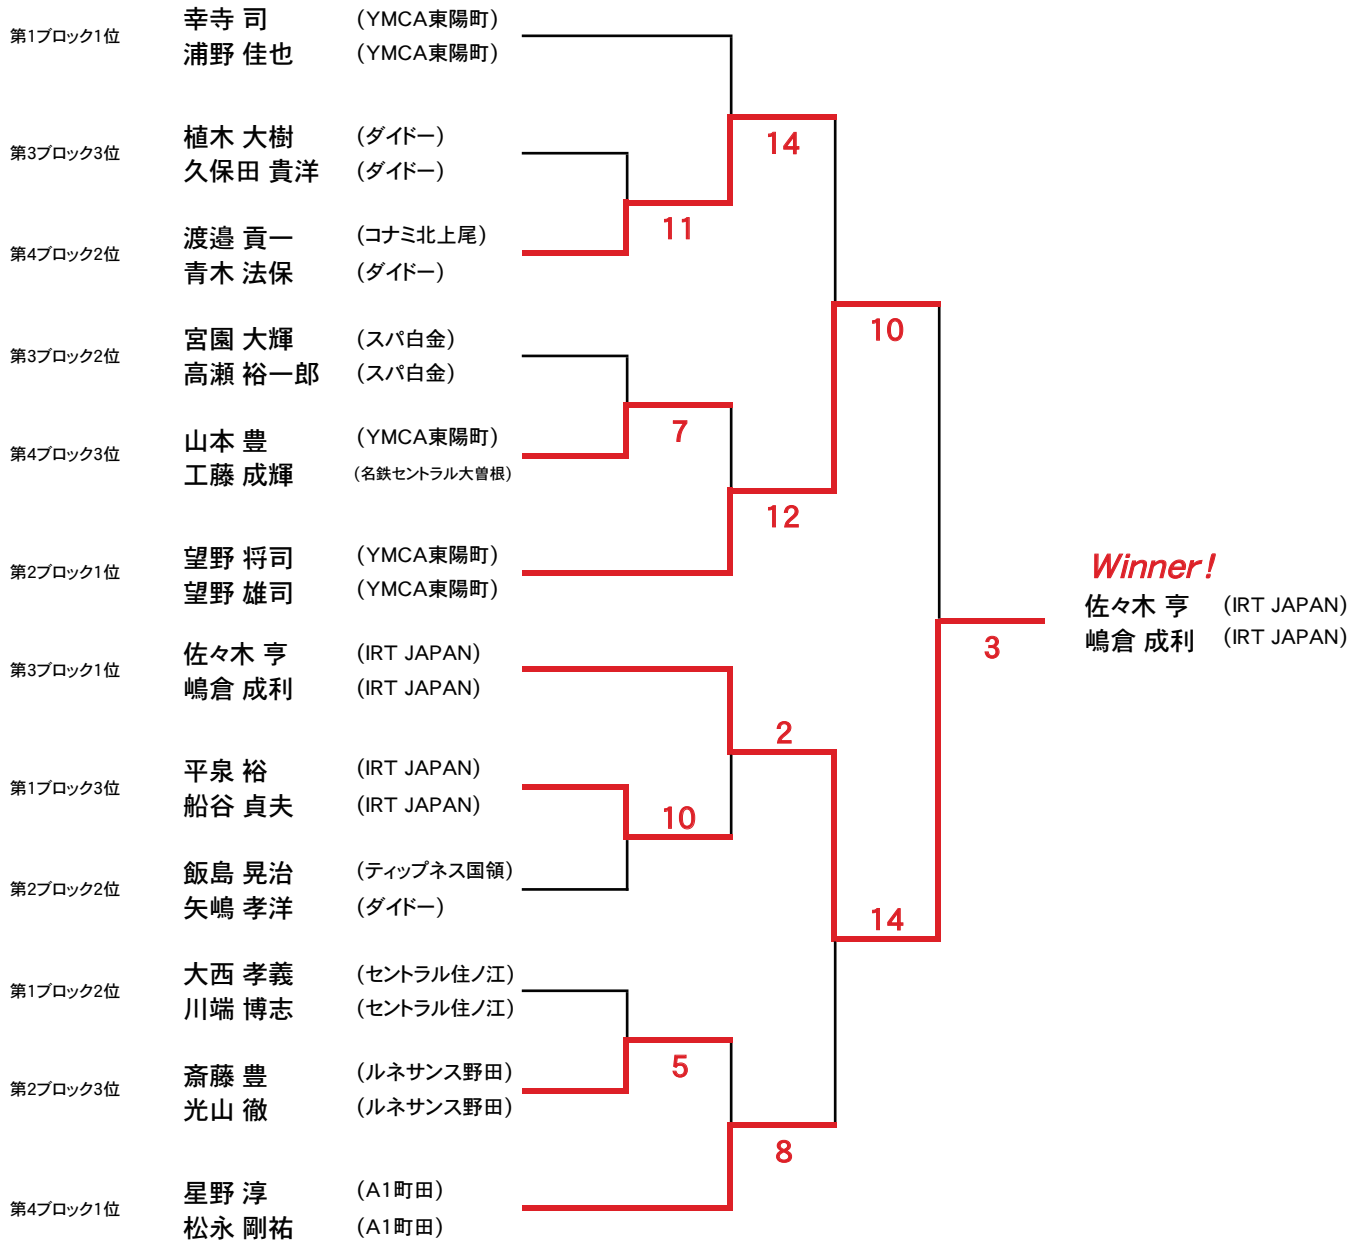 第1ブロック1位
幸寺 司 (YMCA東陽町)
浦野 佳也 (YMCA東陽町)
14
第3ブロック3位
植木 大樹 (ダイドー)
久保田 貴洋 (ダイドー)
11
第4ブロック2位
渡邉 貢一 (コナミ北上尾)
青木 法保 (ダイドー)
10
第3ブロック2位
宮園 大輝 (スパ白金)
高瀬 裕一郎 (スパ白金)
7
第4ブロック3位
山本 豊 (YMCA東陽町)
工藤 成輝 (名鉄セントラル大曽根)
12
第2ブロック1位
望野 将司 (YMCA東陽町)
望野 雄司 (YMCA東陽町)
Winner!
佐々木 亨 (IRT JAPAN)
嶋倉 成利 (IRT JAPAN)
3
第3ブロック1位
佐々木 亨 (IRT JAPAN)
嶋倉 成利 (IRT JAPAN)
2
第1ブロック3位
平泉 裕 (IRT JAPAN)
船谷 貞夫 (IRT JAPAN)
10
第2ブロック2位
飯島 晃治 (ティップネス国領)
矢嶋 孝洋 (ダイドー)
14
第1ブロック2位
大西 孝義 (セントラル住ノ江)
川端 博志 (セントラル住ノ江)
5
第2ブロック3位
斎藤 豊 (ルネサンス野田)
光山 徹 (ルネサンス野田)
8
第4ブロック1位
星野 淳 (A1町田)
松永 剛祐 (A1町田)